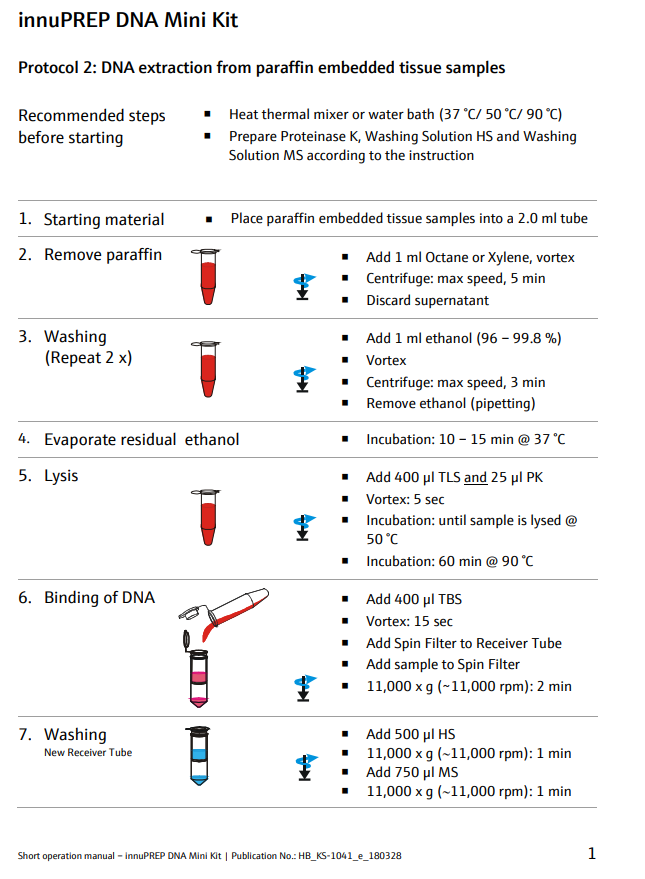 innuPREP DNA Mini Kit
Protocol 2: DNA extraction from paraffin embedded tissue samples
Recommended steps
before starting
▪ Heat thermal mixer or water bath (37 °C/ 50 °C/ 90 °C)
▪ Prepare Proteinase K, Washing Solution HS and Washing
Solution MS according to the instruction
1. Starting material
▪ Place paraffin embedded tissue samples into a 2.0 ml tube
2. Remove paraffin
▪ Add 1 ml Octane or Xylene, vortex
▪ Centrifuge: max speed, 5 min
▪ Discard supernatant
3. Washing
(Repeat 2 x)
▪ Add 1 ml ethanol (96 – 99.8 %)
▪ Vortex
▪ Centrifuge: max speed, 3 min
▪ Remove ethanol (pipetting)
4. Evaporate residual ethanol
▪ Incubation: 10 – 15 min @ 37 °C
5. Lysis
▪ Add 400 µl TLS and 25 µl PK
▪ Vortex: 5 sec
▪ Incubation: until sample is lysed @
50 °C
▪ Incubation: 60 min @ 90 °C
6. Binding of DNA
▪ Add 400 µl TBS
▪ Vortex: 15 sec
▪ Add Spin Filter to Receiver Tube
▪ Add sample to Spin Filter
▪ 11,000 x g (~11,000 rpm): 2 min
7. Washing
New Receiver Tube
▪ Add 500 µl HS
▪ 11,000 x g (~11,000 rpm): 1 min
▪ Add 750 µl MS
▪ 11,000 x g (~11,000 rpm): 1 min
Short operation manual – innuPREP DNA Mini Kit | Publication No.: HB_KS-1041_e_180328
1